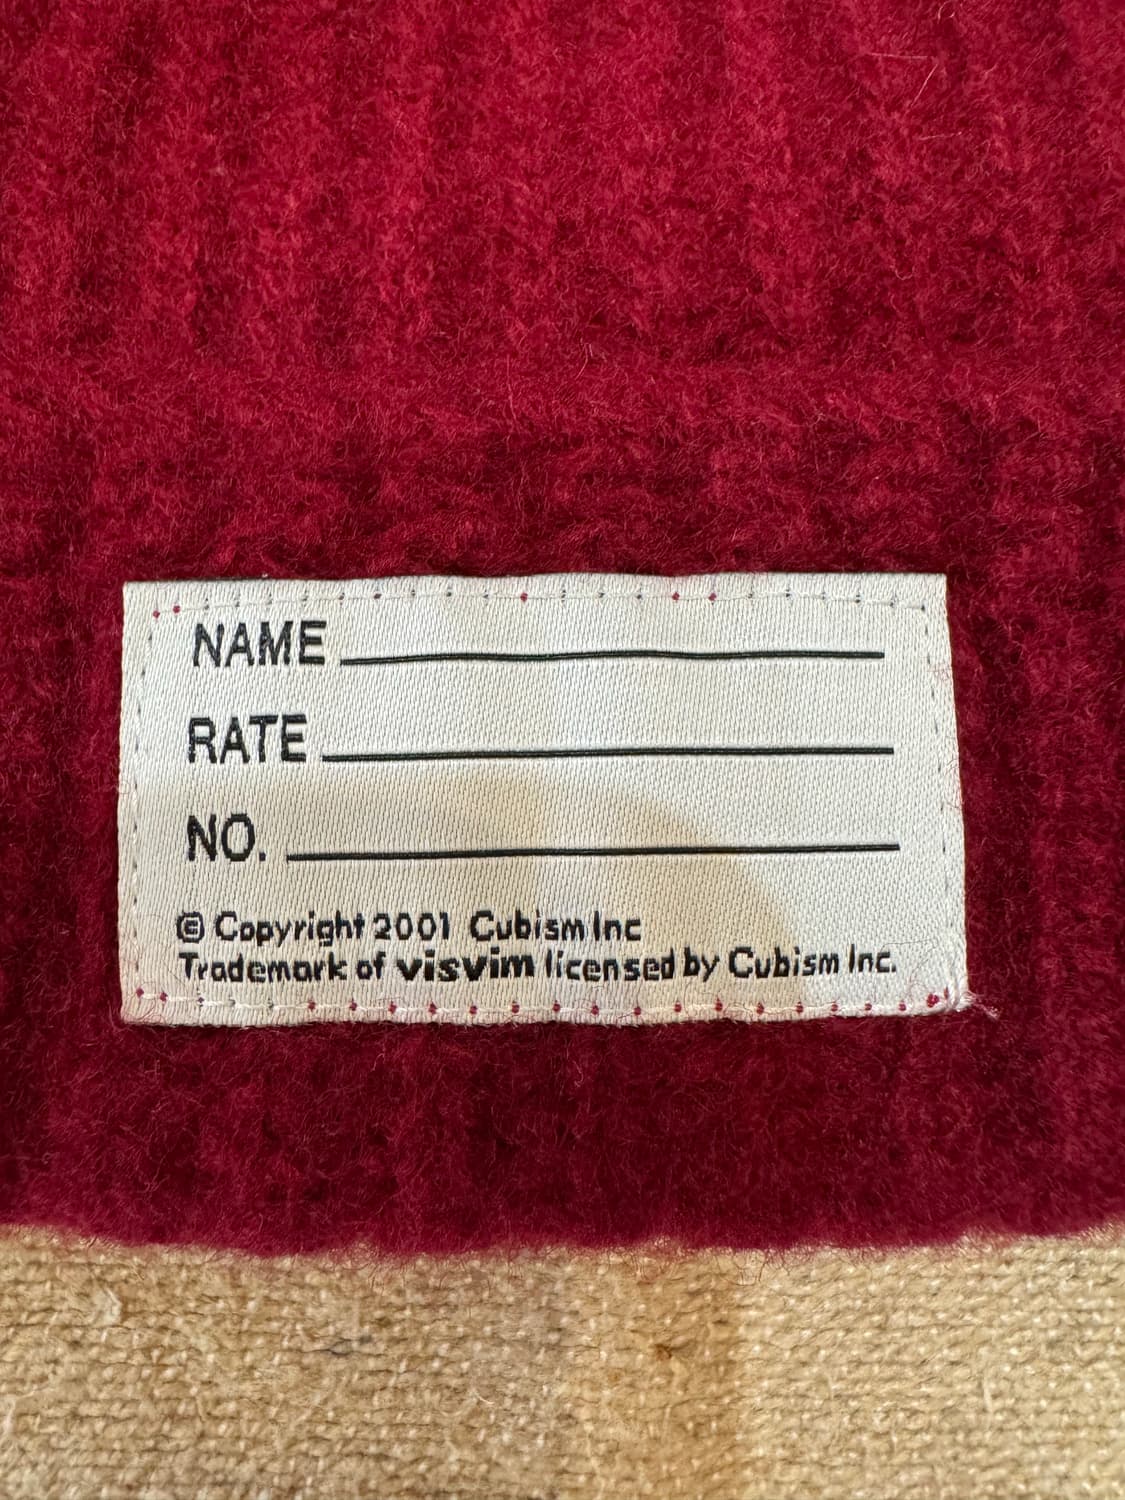 NAME
RATE
NO.
© Copyright 2001 Cubism Inc
Trademark of visvim licensed by Cubism Inc.